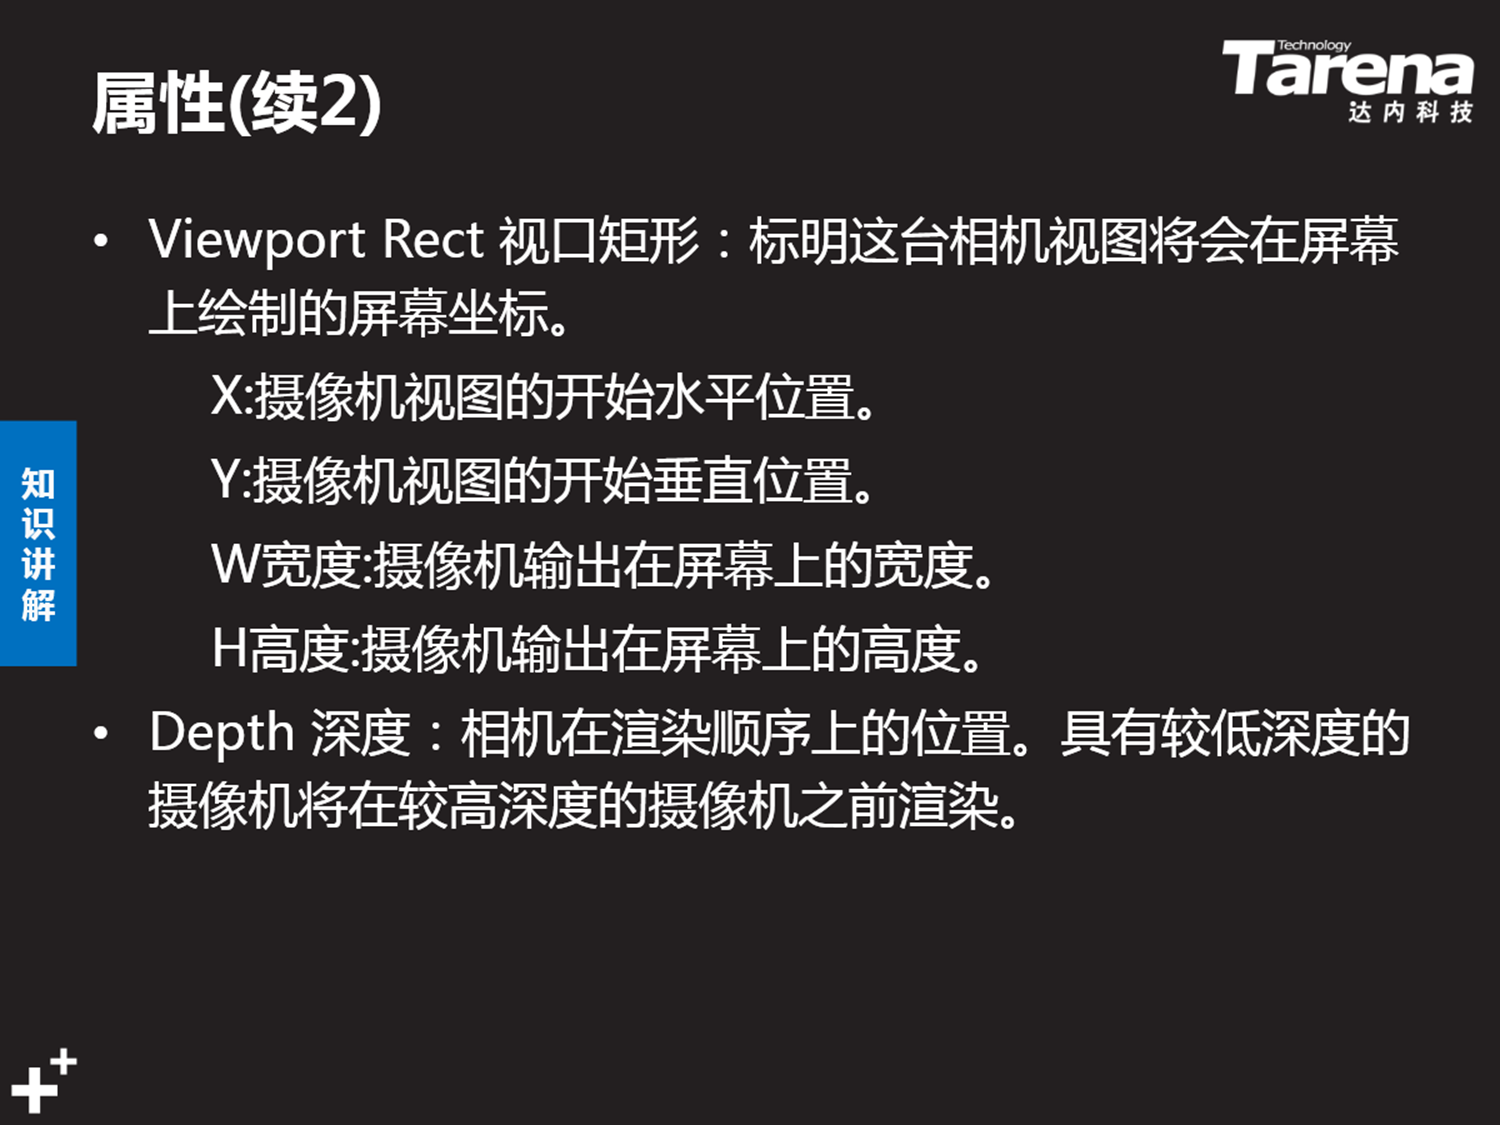 属性(续2)
Technology
Tarena
达内科技
• Viewport Rect 视口矩形：标明这台相机视图将会在屏幕
上绘制的屏幕坐标。
X:摄像机视图的开始水平位置。
Y:摄像机视图的开始垂直位置。
W宽度:摄像机输出在屏幕上的宽度。
H高度:摄像机输出在屏幕上的高度。
• Depth 深度：相机在渲染顺序上的位置。具有较低深度的
摄像机将在较高深度的摄像机之前渲染。
知识讲解